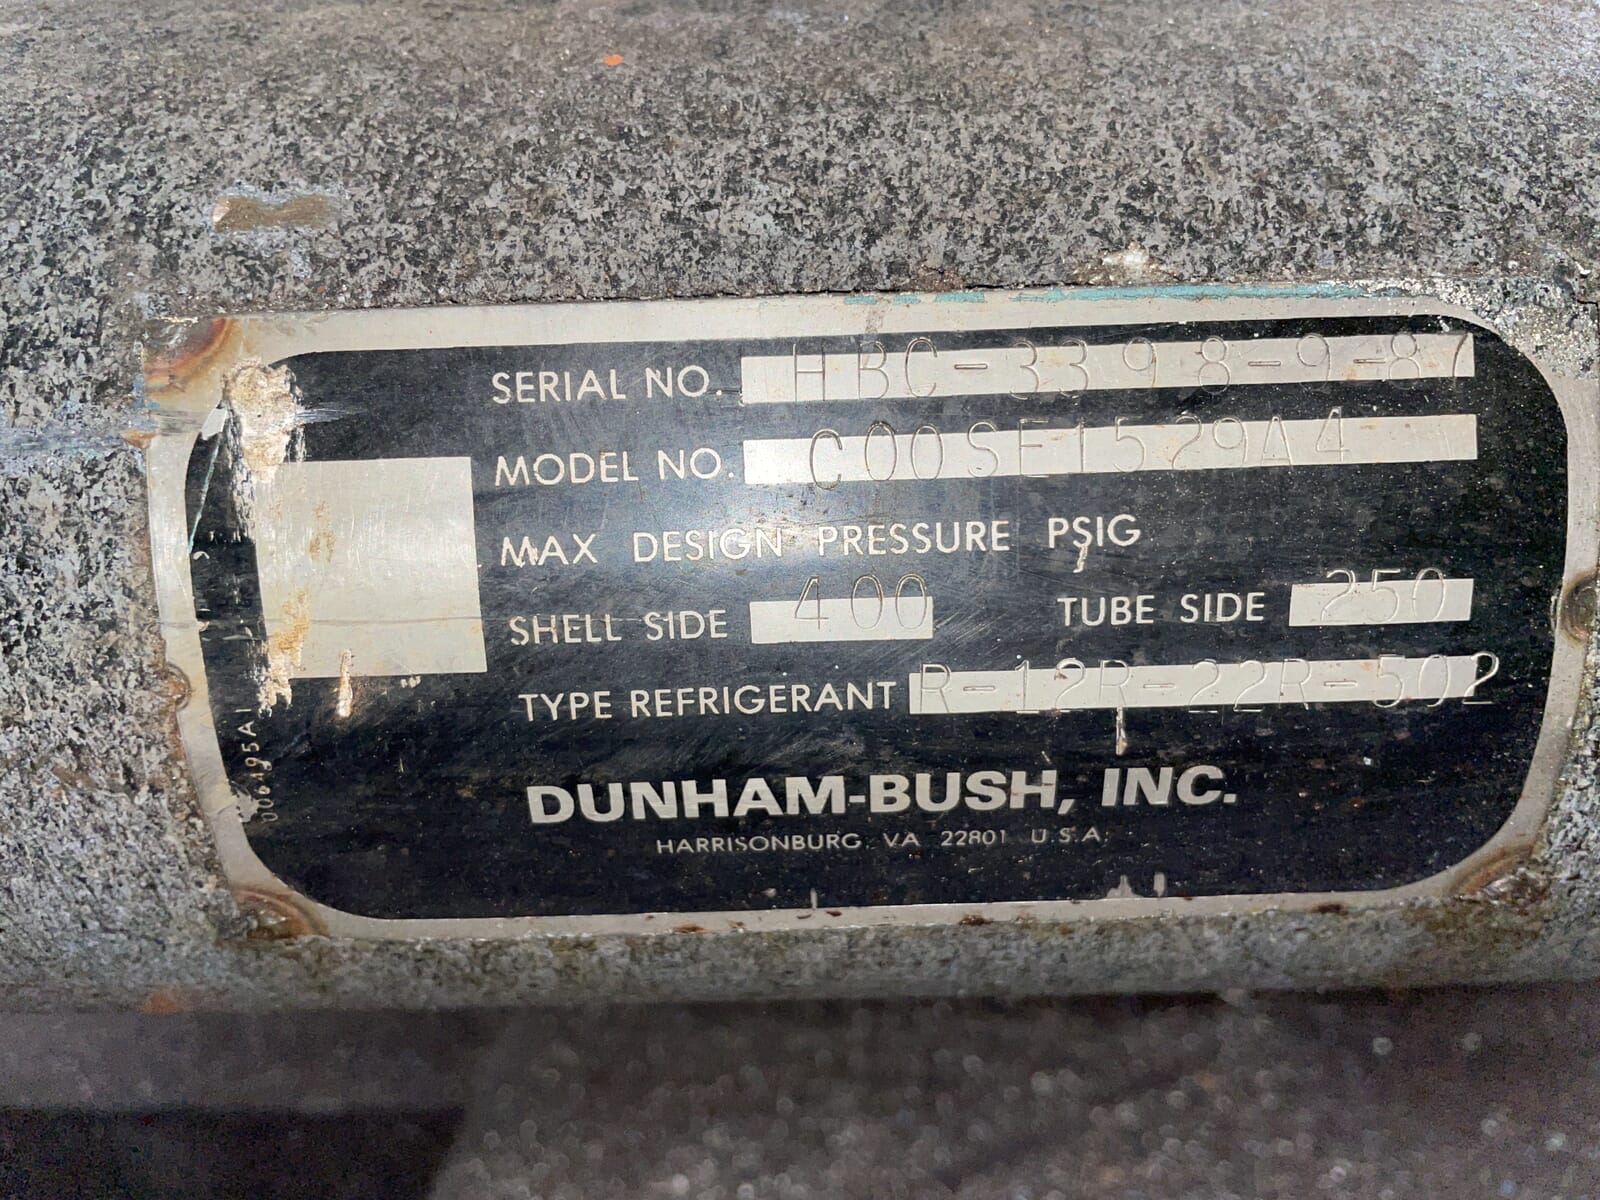 SERIAL NO. HBC-3398-9-87
MODEL NO. C00SE1529A4
MAX DESIGN PRESSURE PSIG
SHELL SIDE 400 TUBE SIDE 250
TYPE REFRIGERANT R-12R-22R-502
DUNHAM-BUSH, INC.
HARRISONBURG VA 22801 U.S.A.